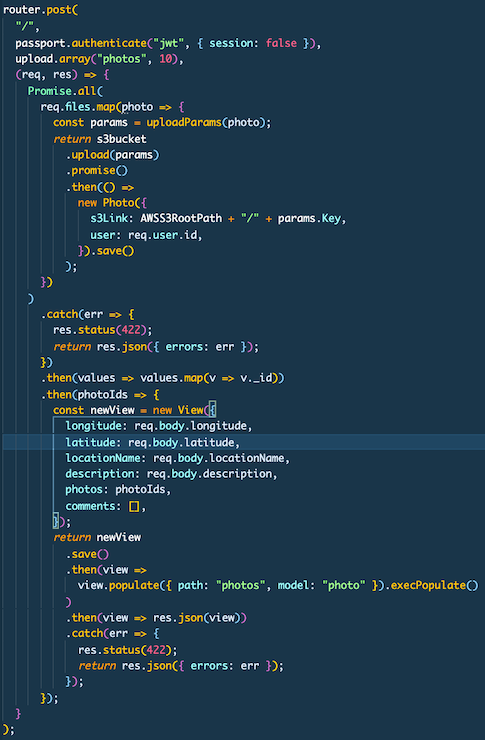 router.post(
  "/",
  passport.authenticate("jwt", { session: false }),
  upload.array("photos", 10),
  (req, res) => {
    Promise.all(
      req.files.map(photo => {
        const params = uploadParams(photo);
        return s3bucket
          .upload(params)
          .promise()
          .then(() =>
            new Photo({
              s3Link: AWSS3RootPath + "/" + params.Key,
              user: req.user.id,
            }).save()
          );
      })
    )
      .catch(err => {
        res.status(422);
        return res.json({ errors: err });
      })
      .then(values => values.map(v => v._id))
      .then(photoIds => {
        const newView = new View({
          longitude: req.body.longitude,
          latitude: req.body.latitude,
          locationName: req.body.locationName,
          description: req.body.description,
          photos: photoIds,
          comments: [],
        });
        return newView
          .save()
          .then(view =>
            view.populate({ path: "photos", model: "photo" }).execPopulate()
          )
          .then(view => res.json(view))
          .catch(err => {
            res.status(422);
            return res.json({ errors: err });
          });
      });
  }
);